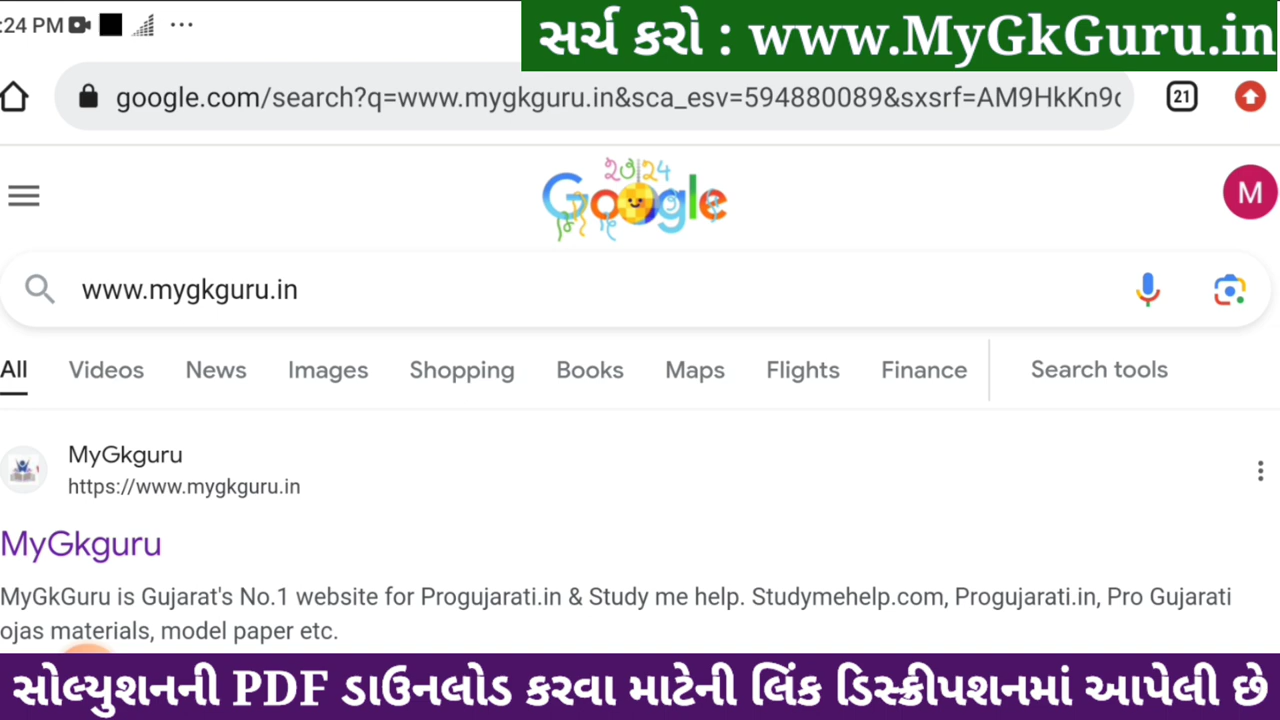 :24 PM
સર્ચ કરો : www.MyGkGuru.in
google.com/search?q=www.mygkguru.in&sca_esv=594880089&sxsrf=AM9HkKn9c
21
Google
M
www.mygkguru.in
All Videos News Images Shopping Books Maps Flights Finance Search tools
MyGkguru
https://www.mygkguru.in
MyGkguru
MyGkGuru is Gujarat's No.1 website for Progujarati.in & Study me help. Studymehelp.com, Progujarati.in, Pro Gujarati
ojas materials, model paper etc.
સોલ્યુશનની PDF ડાઉનલોડ કરવા માટેની લિંક ડિસ્ક્રીપશનમાં આપેલી છે